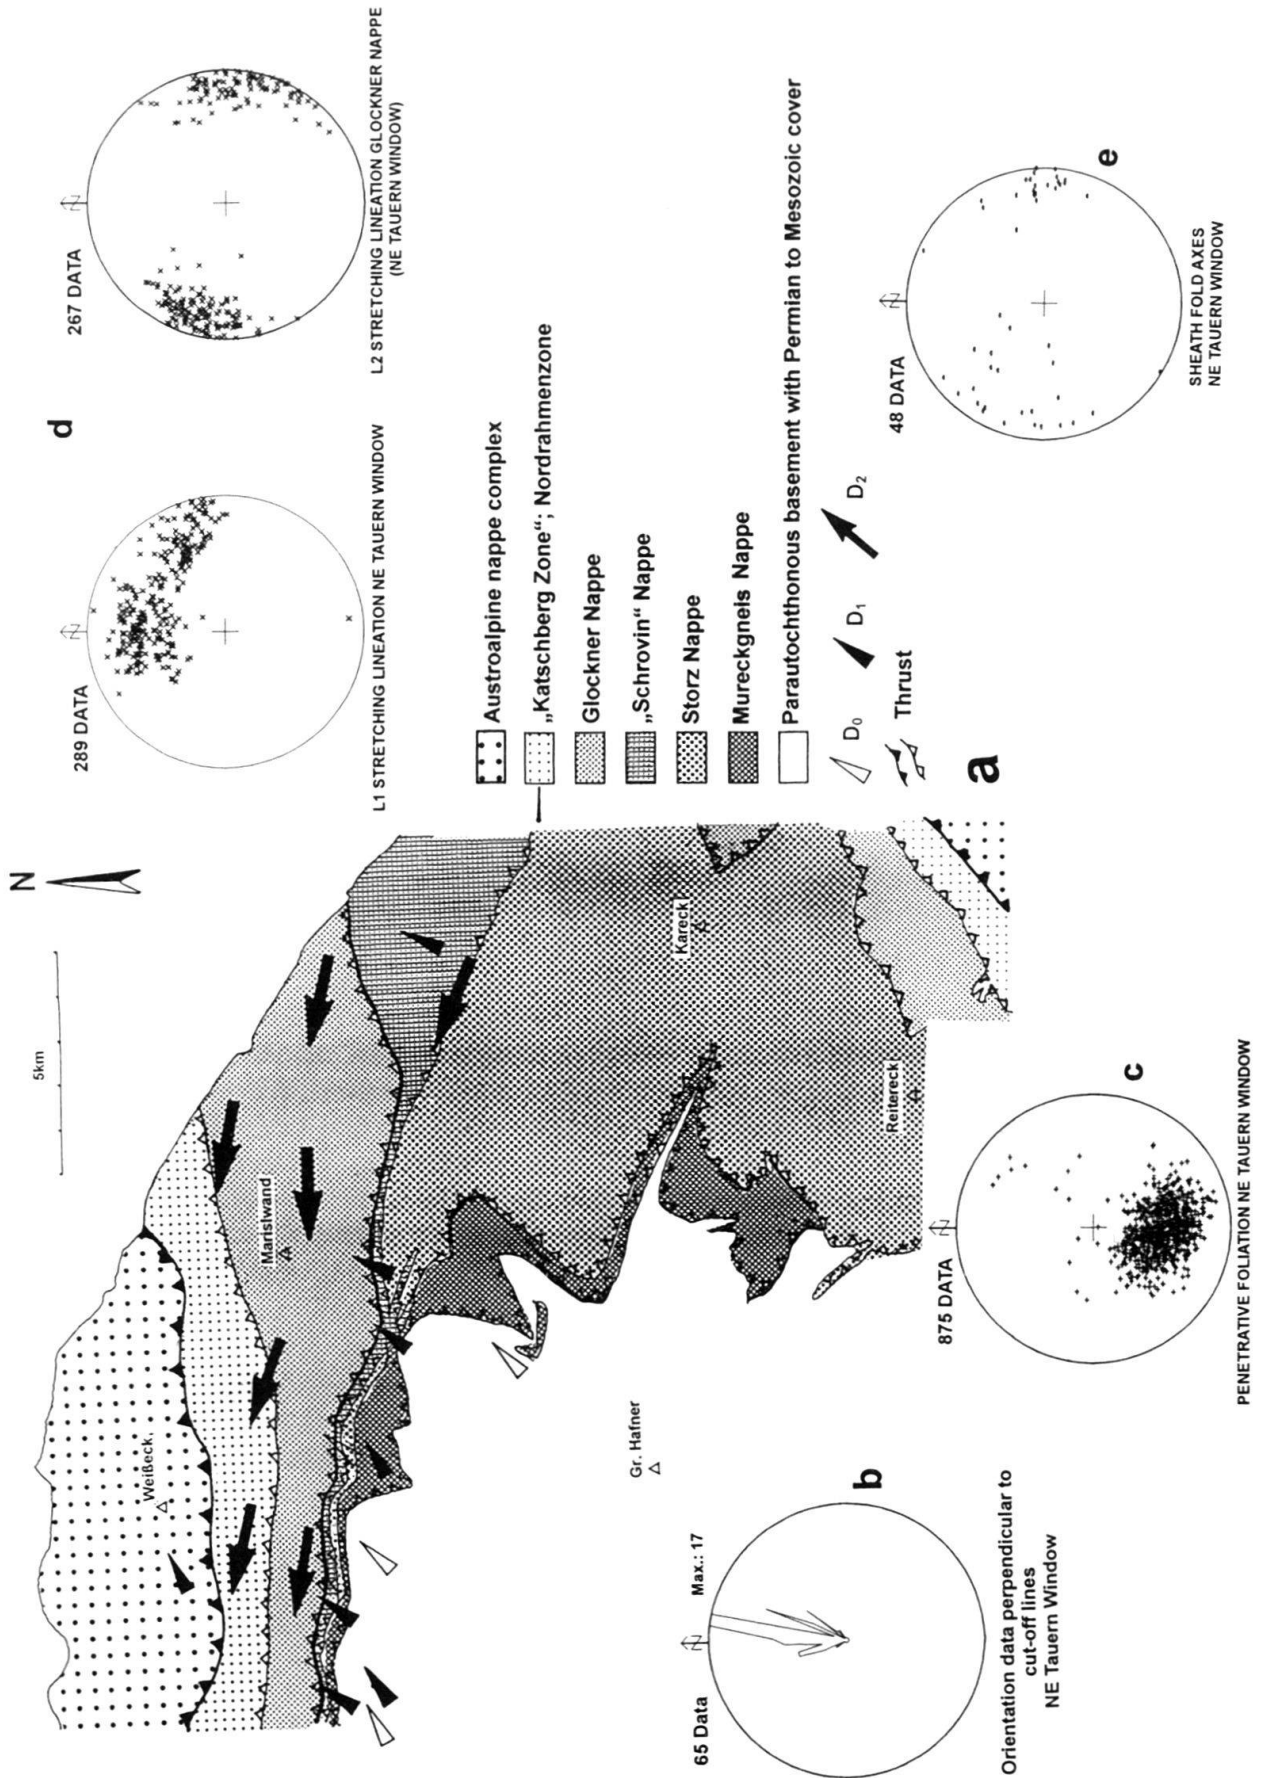 N
5km
Weißeck
Marislwand
Kareck
Reitereck
Gr. Hafner
65 Data
N
Max.: 17
b
Orientation data perpendicular to
cut-off lines
NE Tauern Window
875 DATA
N
c
PENETRATIVE FOLIATION NE TAUERN WINDOW
289 DATA
N
L1 STRETCHING LINEATION NE TAUERN WINDOW
d
267 DATA
N
L2 STRETCHING LINEATION GLOCKNER NAPPE
(NE TAUERN WINDOW)
Austroalpine nappe complex
„Katschberg Zone“; Nordrahmenzone
Glockner Nappe
„Schrovin“ Nappe
Storz Nappe
Mureckgneis Nappe
Parautochthonous basement with Permian to Mesozoic cover
D0
D1
D2
Thrust
a
48 DATA
N
e
SHEATH FOLD AXES
NE TAUERN WINDOW